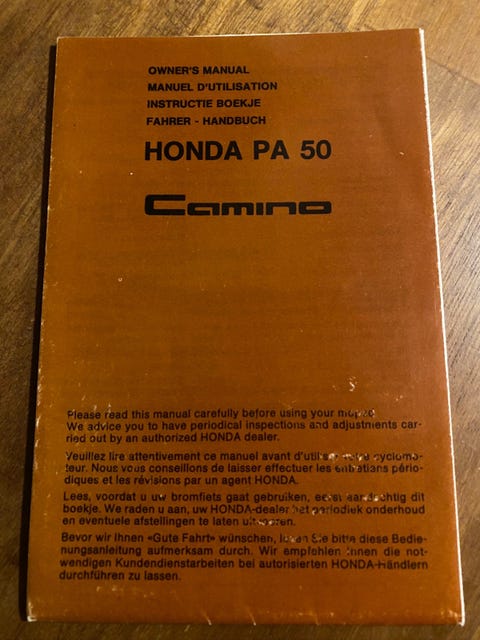 OWNER'S MANUAL
MANUEL D'UTILISATION
INSTRUCTIE BOEKJE
FAHRER - HANDBUCH
HONDA PA 50
Camino
Please read this manual carefully before using your moped
We advice you to have periodical inspections and adjustments car-
ried out by an authorized HONDA dealer.
Veuillez lire attentivement ce manuel avant d'utiliser votre cyclomo-
teur. Nous vous conseillons de laisser effectuer les entretians pério-
diques et les révisions par un agent HONDA.
Lees, voordat u uw bromfiets gaat gebruiken, eerst aandachtig dit
boekje. We raden u aan, uw HONDA-dealer het periodiek onderhoud
en eventuele afstellingen te laten uitvoeren.
Bevor wir Ihnen «Gute Fahrt» wünschen, lesen Sie bitte diese Bedie-
nungsanleitung aufmerksam durch. Wir empfehlen Ihnen die not-
wendigen Kundendienstarbeiten bei autorisierten HONDA-Händlern
durchführen zu lassen.